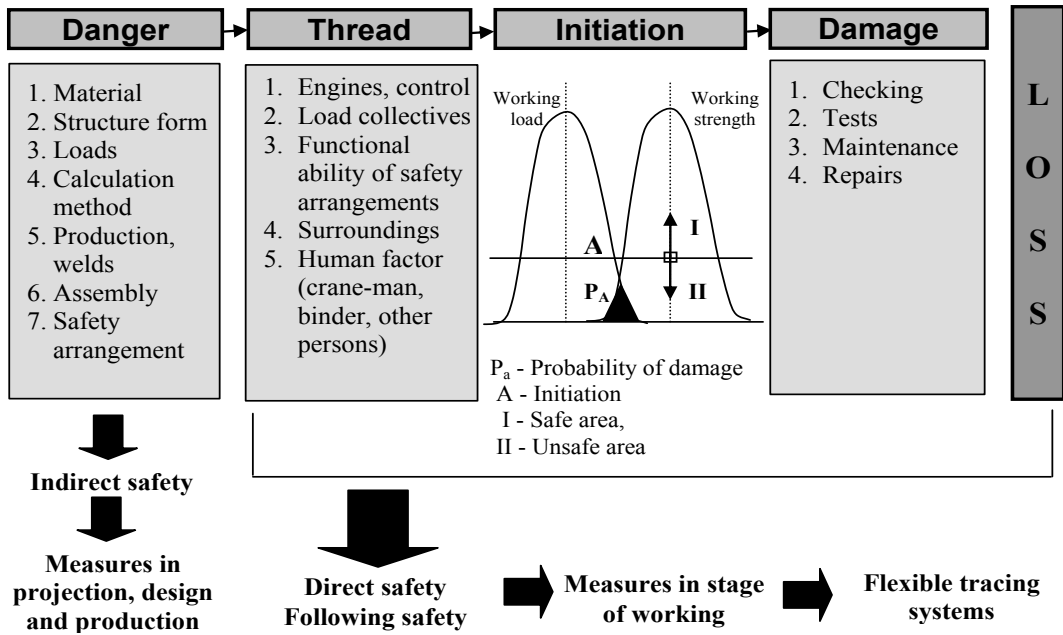 Danger
Thread
Initiation
Damage
1. Material
2. Structure form
3. Loads
4. Calculation
method
5. Production,
welds
6. Assembly
7. Safety
arrangement
1. Engines, control
2. Load collectives
3. Functional
ability of safety
arrangements
4. Surroundings
5. Human factor
(crane-man,
binder, other
persons)
Working
load
Working
strength
A
I
P_A
II
P_a - Probability of damage
A - Initiation
I - Safe area,
II - Unsafe area
1. Checking
2. Tests
3. Maintenance
4. Repairs
L
O
S
S
Indirect safety
Measures in
projection, design
and production
Direct safety
Following safety
Measures in stage
of working
Flexible tracing
systems